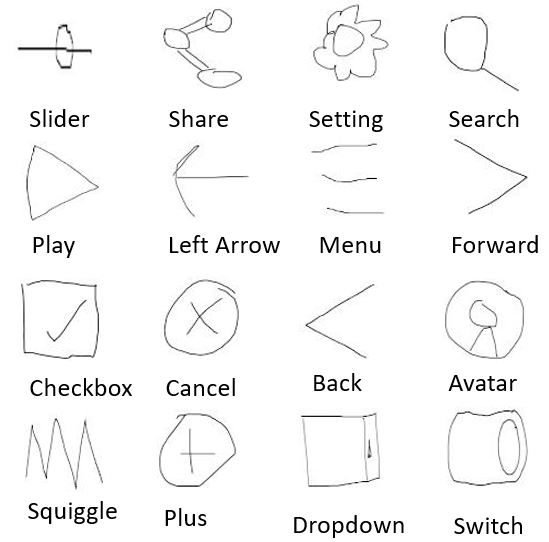 Slider Share Setting Search
Play Left Arrow Menu Forward
Checkbox Cancel Back Avatar
Squiggle Plus Dropdown Switch